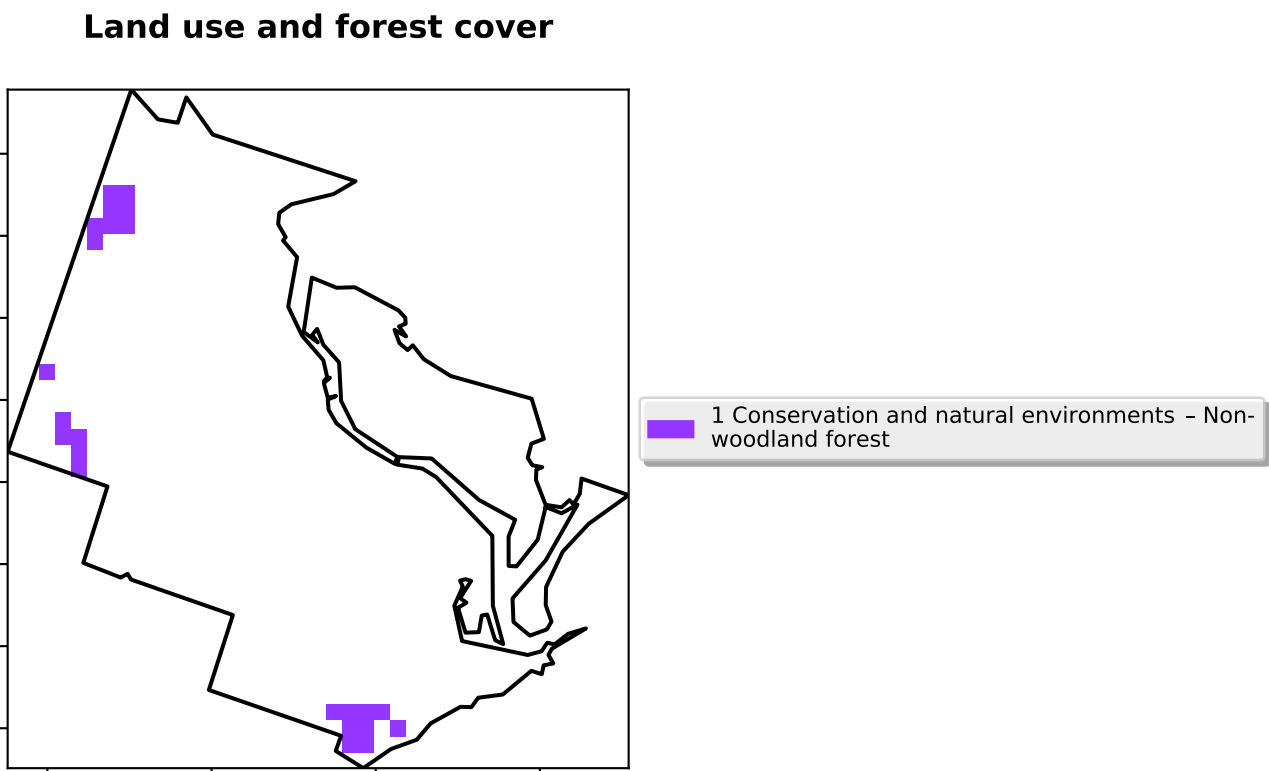 Land use and forest cover
1 Conservation and natural environments – Non-
woodland forest